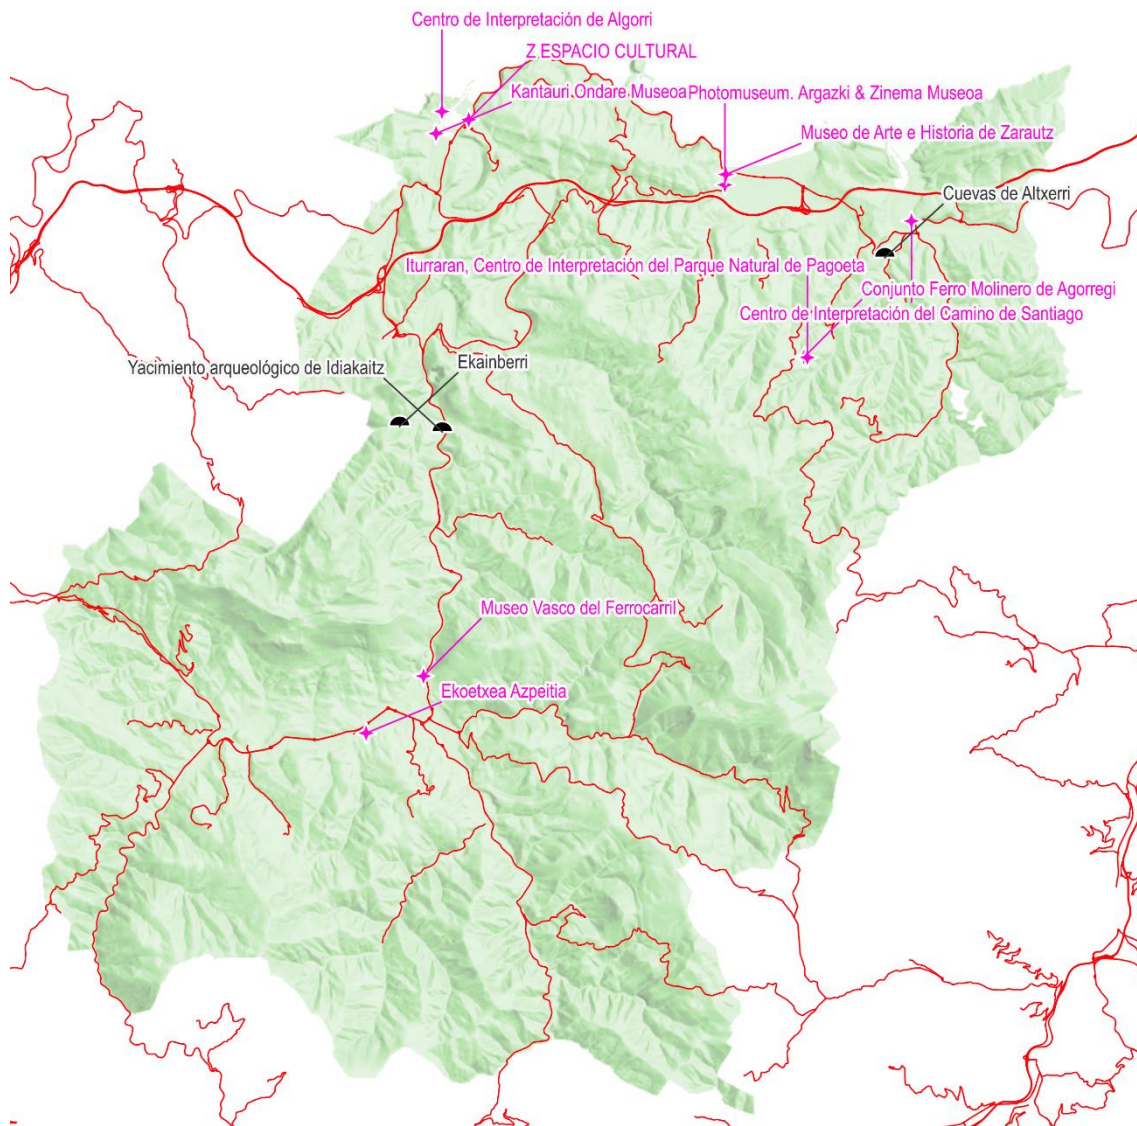 Centro de Interpretación de Algorri
Z ESPACIO CULTURAL
Kantauri Ondare Museoa
Photomuseum. Argazki & Zinema Museoa
Museo de Arte e Historia de Zarautz
Cuevas de Altxerri
Iturraran, Centro de Interpretación del Parque Natural de Pagoeta
Conjunto Ferro Molinero de Agorregi
Centro de Interpretación del Camino de Santiago
Yacimiento arqueológico de Idiakaitz
Ekainberri
Museo Vasco del Ferrocarril
Ekoetxea Azpeitia